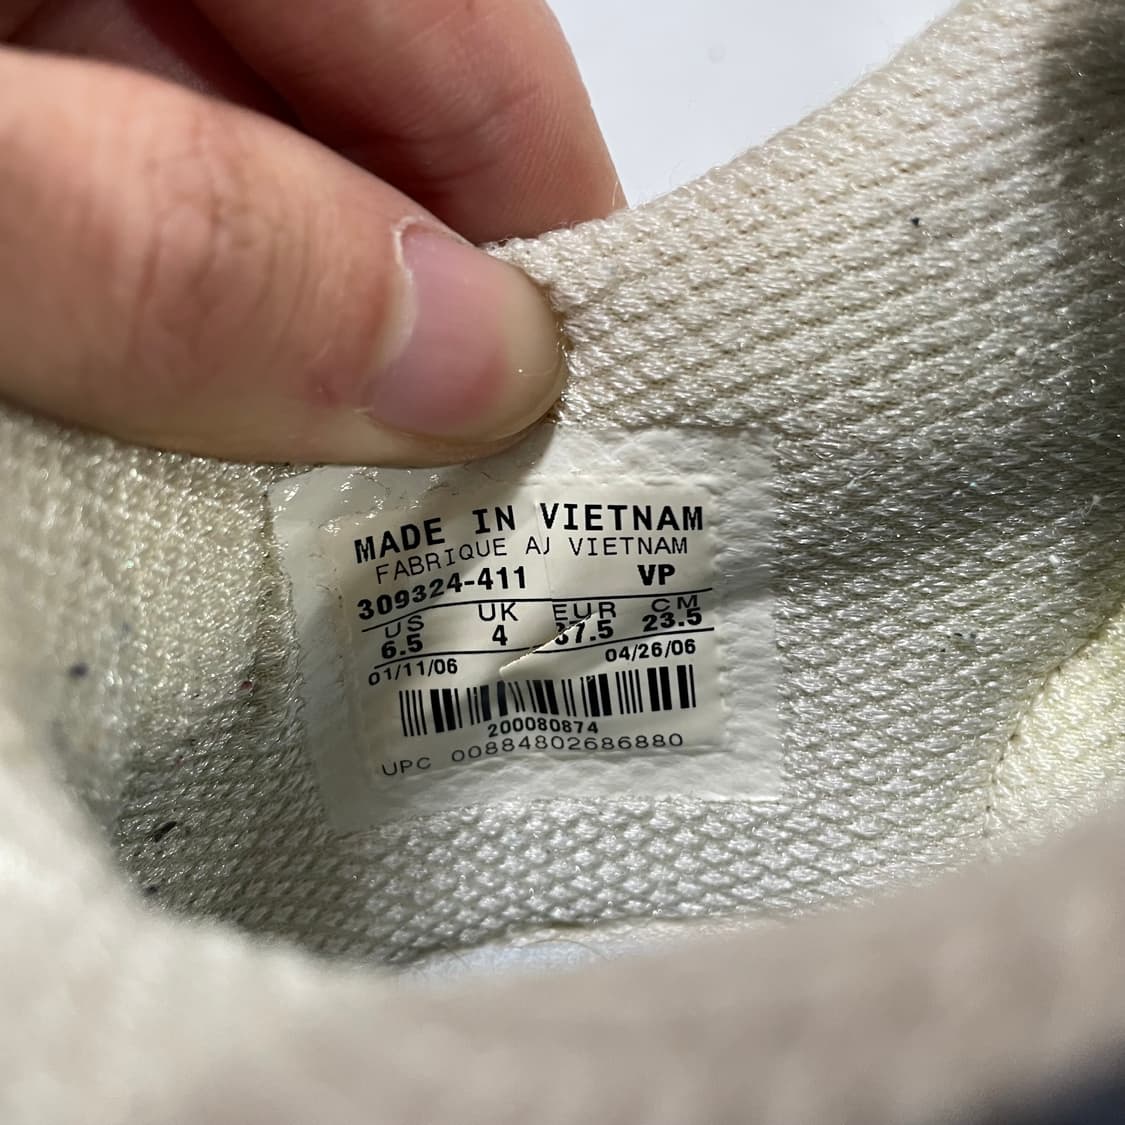 MADE IN VIETNAM
FABRIQUE AJ VIETNAM
309324-411 VP
US UK EUR CM
6.5 4 37.5 23.5
01/11/06 04/26/06
200080874
UPC 00884802686880